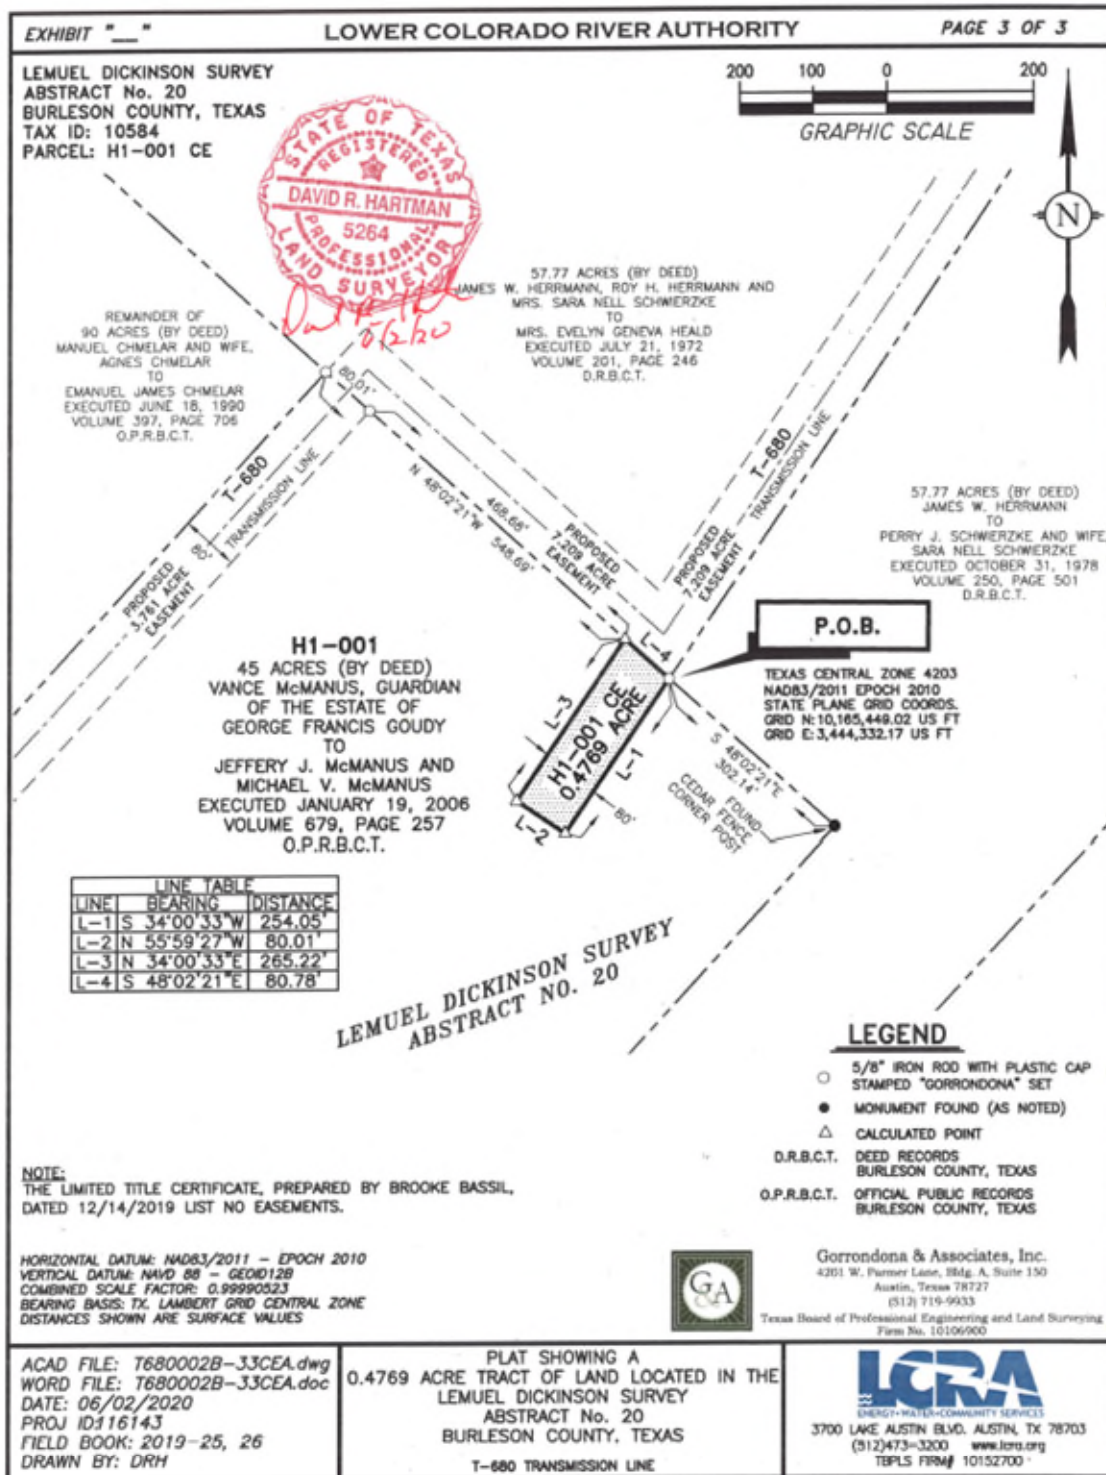 EXHIBIT "__"
LOWER COLORADO RIVER AUTHORITY
PAGE 3 OF 3
LEMUEL DICKINSON SURVEY
ABSTRACT No. 20
BURLESON COUNTY, TEXAS
TAX ID: 10584
PARCEL: H1-001 CE
200 100 0 200
GRAPHIC SCALE
N
STATE OF TEXAS
REGISTERED
DAVID R. HARTMAN
5264
PROFESSIONAL
LAND SURVEYOR
57.77 ACRES (BY DEED)
JAMES W. HERRMANN, ROY H. HERRMANN AND
MRS. SARA NELL SCHWIERZKE
TO
MRS. EVELYN GENEVA HEALD
EXECUTED JULY 21, 1972
VOLUME 201, PAGE 246
D.R.B.C.T.
REMAINDER OF
90 ACRES (BY DEED)
MANUEL CHMELAR AND WIFE,
AGNES CHMELAR
TO
EMANUEL JAMES CHMELAR
EXECUTED JUNE 18, 1990
VOLUME 397, PAGE 706
O.P.R.B.C.T.
80.01'
T-680
TRANSMISSION LINE
80'
PROPOSED
3.761 ACRE
EASEMENT
N 48°02'21"W 548.69'
468.68'
PROPOSED
7.209 ACRE
EASEMENT
T-680
TRANSMISSION LINE
PROPOSED
7.209 ACRE
EASEMENT
57.77 ACRES (BY DEED)
JAMES W. HERRMANN
TO
PERRY J. SCHWIERZKE AND WIFE
SARA NELL SCHWIERZKE
EXECUTED OCTOBER 31, 1978
VOLUME 250, PAGE 501
D.R.B.C.T.
P.O.B.
TEXAS CENTRAL ZONE 4203
NAD83/2011 EPOCH 2010
STATE PLANE GRID COORDS.
GRID N:10,165,449.02 US FT
GRID E:3,444,332.17 US FT
H1-001
45 ACRES (BY DEED)
VANCE McMANUS, GUARDIAN
OF THE ESTATE OF
GEORGE FRANCIS GOUDY
TO
JEFFERY J. McMANUS AND
MICHAEL V. McMANUS
EXECUTED JANUARY 19, 2006
VOLUME 679, PAGE 257
O.P.R.B.C.T.
L-4
L-3
H1-001 CE
0.4769 ACRE
L-1
L-2
80'
S 48°02'21"E
302.14'
FOUND
CEDAR FENCE
CORNER POST
LINE TABLE
LINE BEARING DISTANCE
L-1 S 34°00'33"W 254.05'
L-2 N 55°59'27"W 80.01'
L-3 N 34°00'33"E 265.22'
L-4 S 48°02'21"E 80.78'
LEMUEL DICKINSON SURVEY
ABSTRACT NO. 20
LEGEND
5/8" IRON ROD WITH PLASTIC CAP
STAMPED "GORRONDONA" SET
MONUMENT FOUND (AS NOTED)
CALCULATED POINT
D.R.B.C.T. DEED RECORDS
BURLESON COUNTY, TEXAS
O.P.R.B.C.T. OFFICIAL PUBLIC RECORDS
BURLESON COUNTY, TEXAS
NOTE:
THE LIMITED TITLE CERTIFICATE, PREPARED BY BROOKE BASSIL,
DATED 12/14/2019 LIST NO EASEMENTS.
HORIZONTAL DATUM: NAD83/2011 - EPOCH 2010
VERTICAL DATUM: NAVD 88 - GEOID12B
COMBINED SCALE FACTOR: 0.99990523
BEARING BASIS: TX. LAMBERT GRID CENTRAL ZONE
DISTANCES SHOWN ARE SURFACE VALUES
G&A
Gorrondona & Associates, Inc.
4201 W. Parmer Lane, Bldg. A, Suite 150
Austin, Texas 78727
(512) 719-9933
Texas Board of Professional Engineering and Land Surveying
Firm No. 10106900
ACAD FILE: T680002B-33CEA.dwg
WORD FILE: T680002B-33CEA.doc
DATE: 06/02/2020
PROJ ID:116143
FIELD BOOK: 2019-25, 26
DRAWN BY: DRH
PLAT SHOWING A
0.4769 ACRE TRACT OF LAND LOCATED IN THE
LEMUEL DICKINSON SURVEY
ABSTRACT No. 20
BURLESON COUNTY, TEXAS
T-680 TRANSMISSION LINE
LCRA
ENERGY•WATER•COMMUNITY SERVICES
3700 LAKE AUSTIN BLVD. AUSTIN, TX 78703
(512)473-3200 www.lcra.org
TBPLS FIRM# 10152700